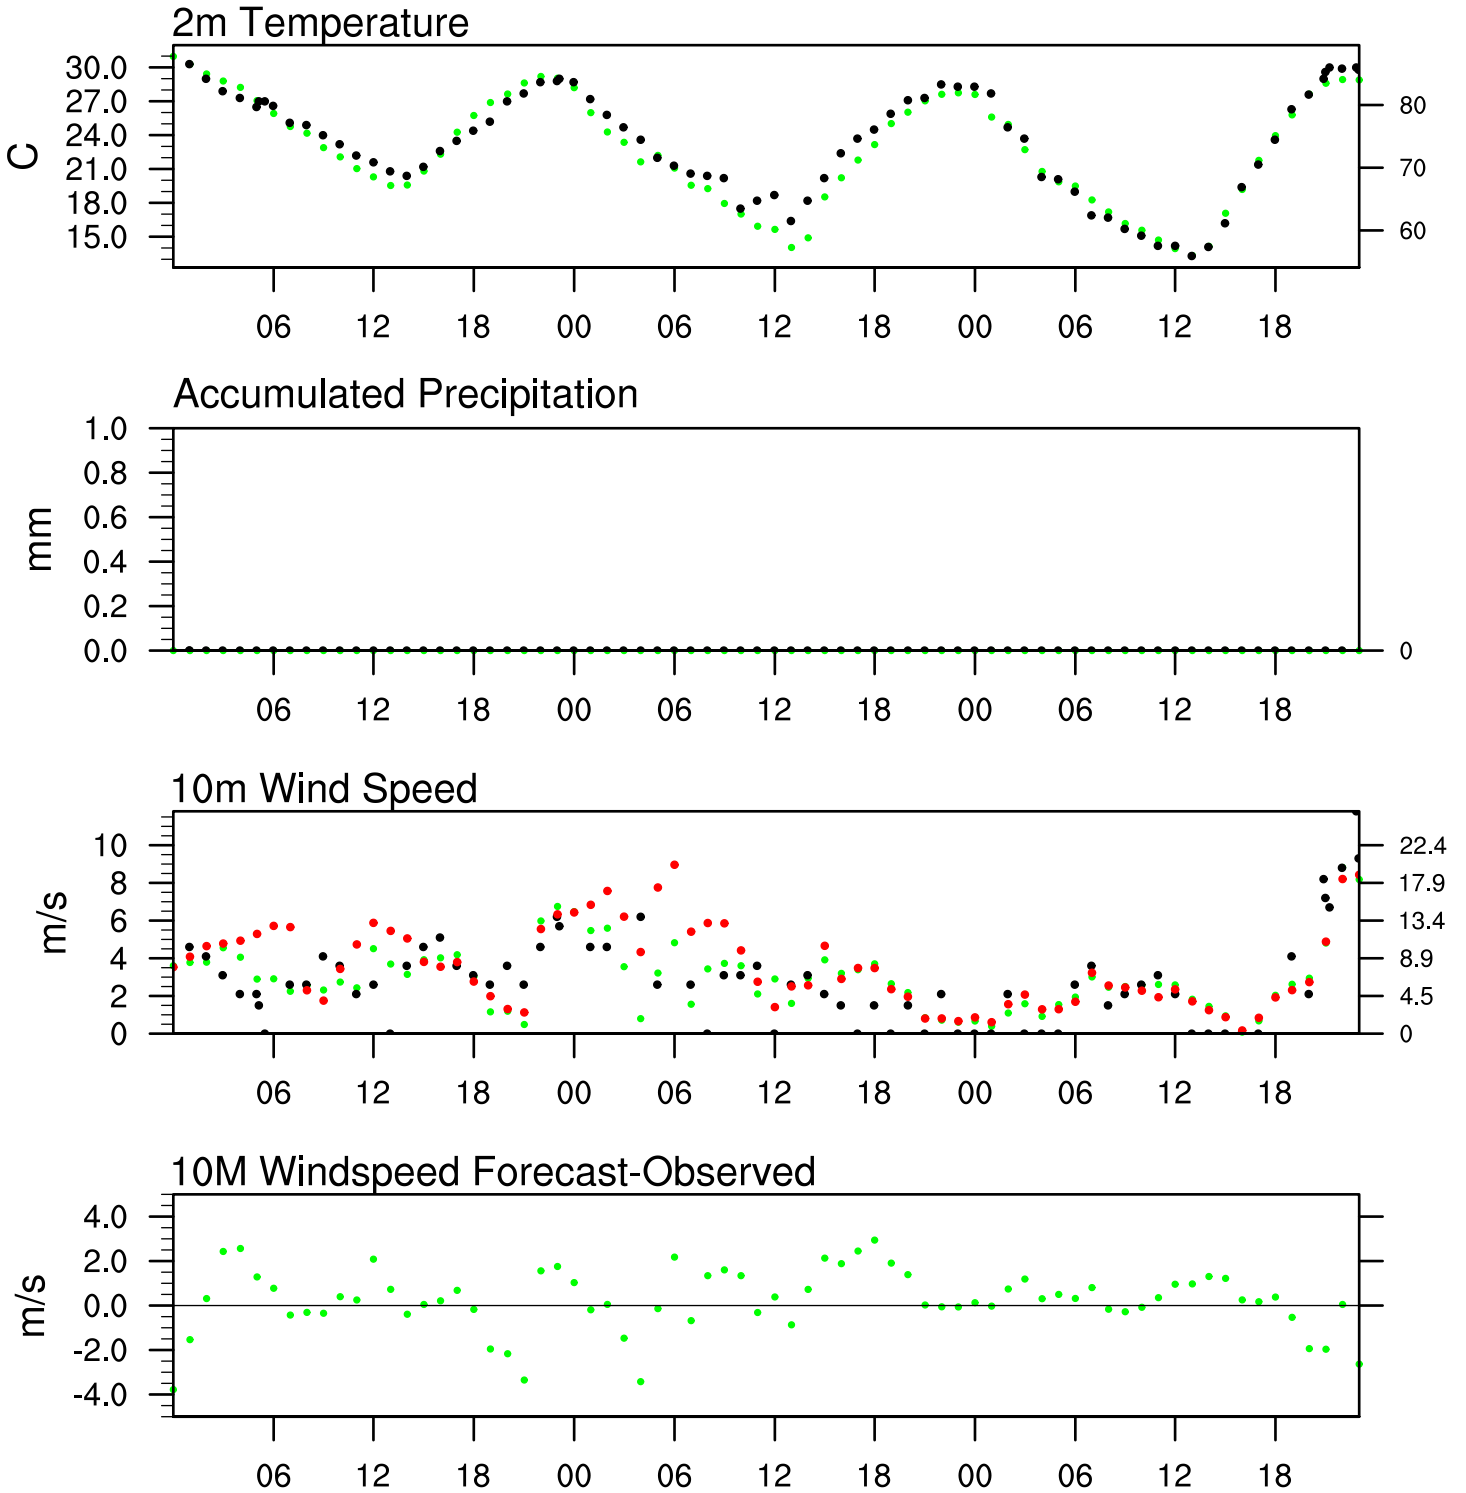 2m Temperature
30.0
27.0
24.0
21.0
18.0
15.0
C
80
70
60
06 12 18 00 06 12 18 00 06 12 18
Accumulated Precipitation
1.0
0.8
0.6
0.4
0.2
0.0
mm
0
06 12 18 00 06 12 18 00 06 12 18
10m Wind Speed
10
8
6
4
2
0
m/s
22.4
17.9
13.4
8.9
4.5
0
06 12 18 00 06 12 18 00 06 12 18
10M Windspeed Forecast-Observed
4.0
2.0
0.0
-2.0
-4.0
m/s
06 12 18 00 06 12 18 00 06 12 18